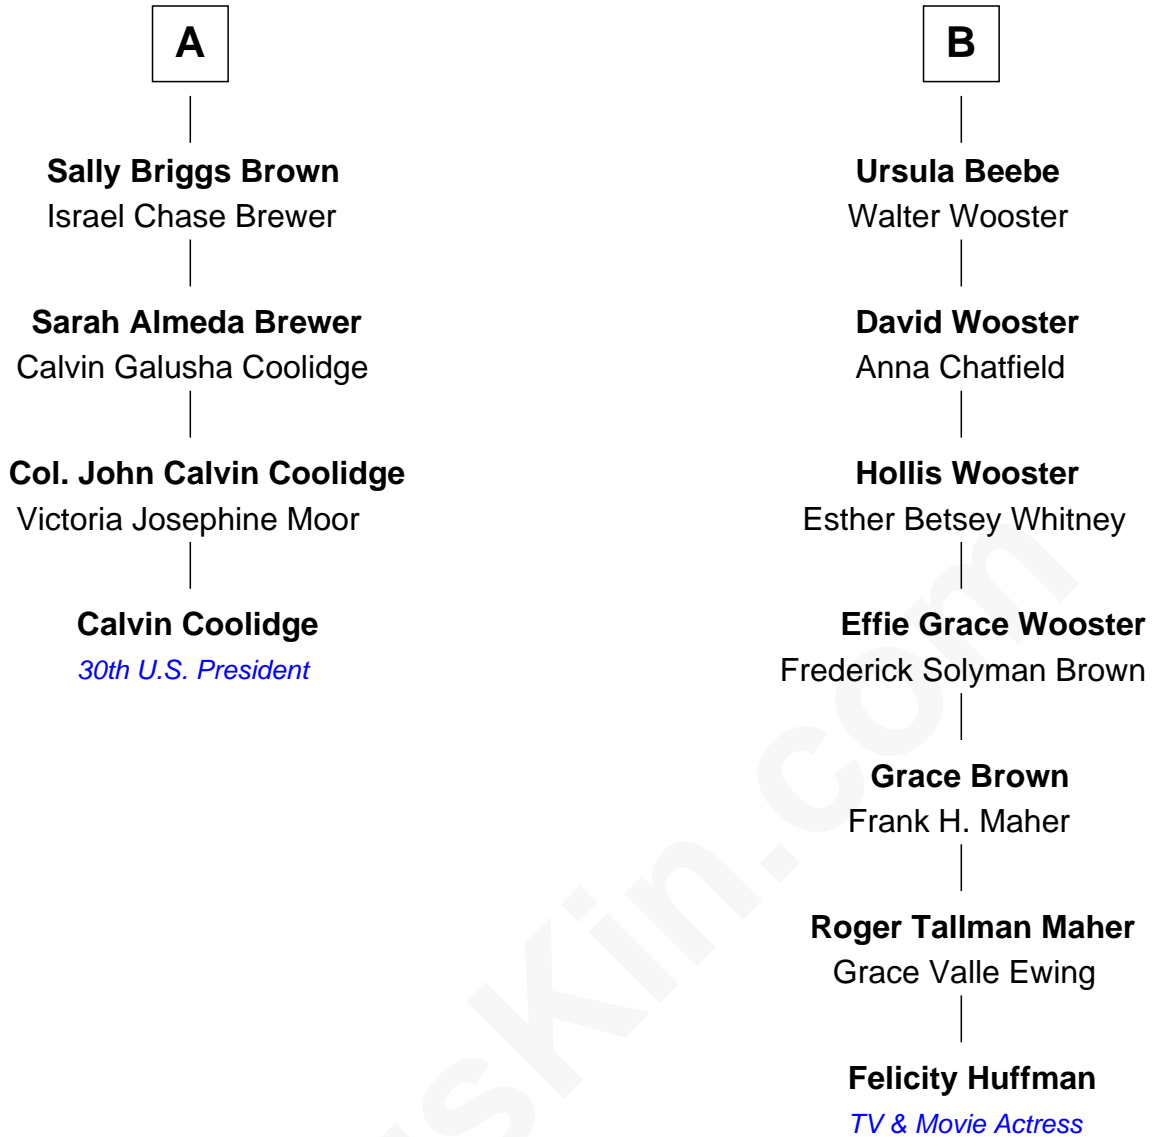 A
Sally Briggs Brown
Israel Chase Brewer
Sarah Almeda Brewer
Calvin Galusha Coolidge
Col. John Calvin Coolidge
Victoria Josephine Moor
Calvin Coolidge
30th U.S. President
B
Ursula Beebe
Walter Wooster
David Wooster
Anna Chatfield
Hollis Wooster
Esther Betsey Whitney
Effie Grace Wooster
Frederick Solyman Brown
Grace Brown
Frank H. Maher
Roger Tallman Maher
Grace Valle Ewing
Felicity Huffman
TV & Movie Actress
sKin.com